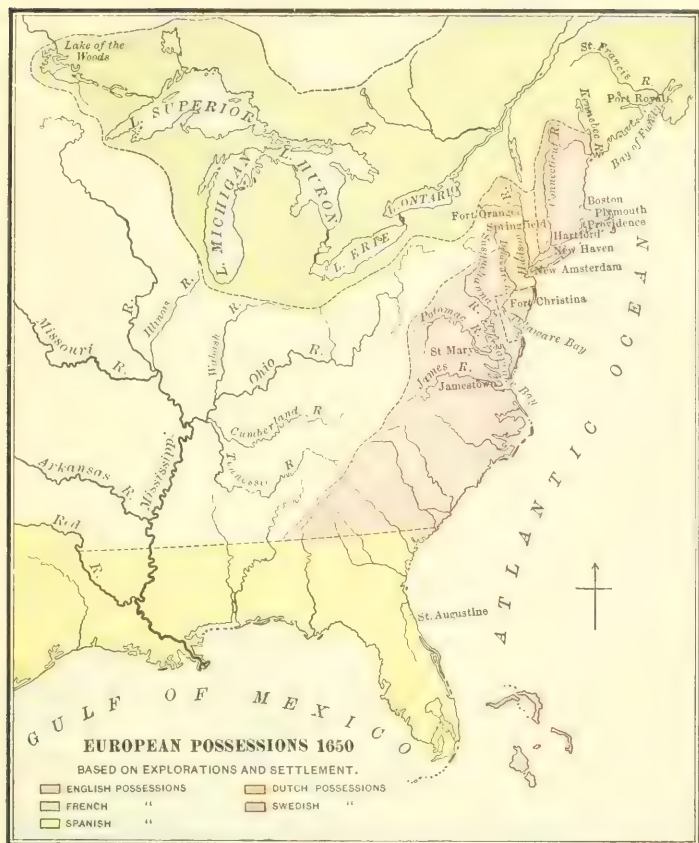 Lake of the
Woods
L. SUPERIOR
L. MICHIGAN
L. HURON
L. ONTARIO
L. ERIE
St. Francis
R.
Port Royal
Kennebec R.
Bay of Fundy
Connecticut R.
Boston
Plymouth
Providence
Hartford
New Haven
New Amsterdam
Fort Orange
Springfield
Hudson
R.
Delaware
Susquehanna
R.
Fort Christina
Delaware Bay
Potomac
R.
St Marys
James R.
Jamestown
Bay
Missouri
R.
Illinois R.
Wabash
R.
Ohio
R.
Cumberland R
Tennessee
R
Arkansas
R.
Mississippi
R.
Red
R.
St. Augustine
ATLANTIC OCEAN
GULF OF MEXICO
EUROPEAN POSSESSIONS 1650
BASED ON EXPLORATIONS AND SETTLEMENT.
ENGLISH POSSESSIONS
FRENCH "
SPANISH "
DUTCH POSSESSIONS
SWEDISH "